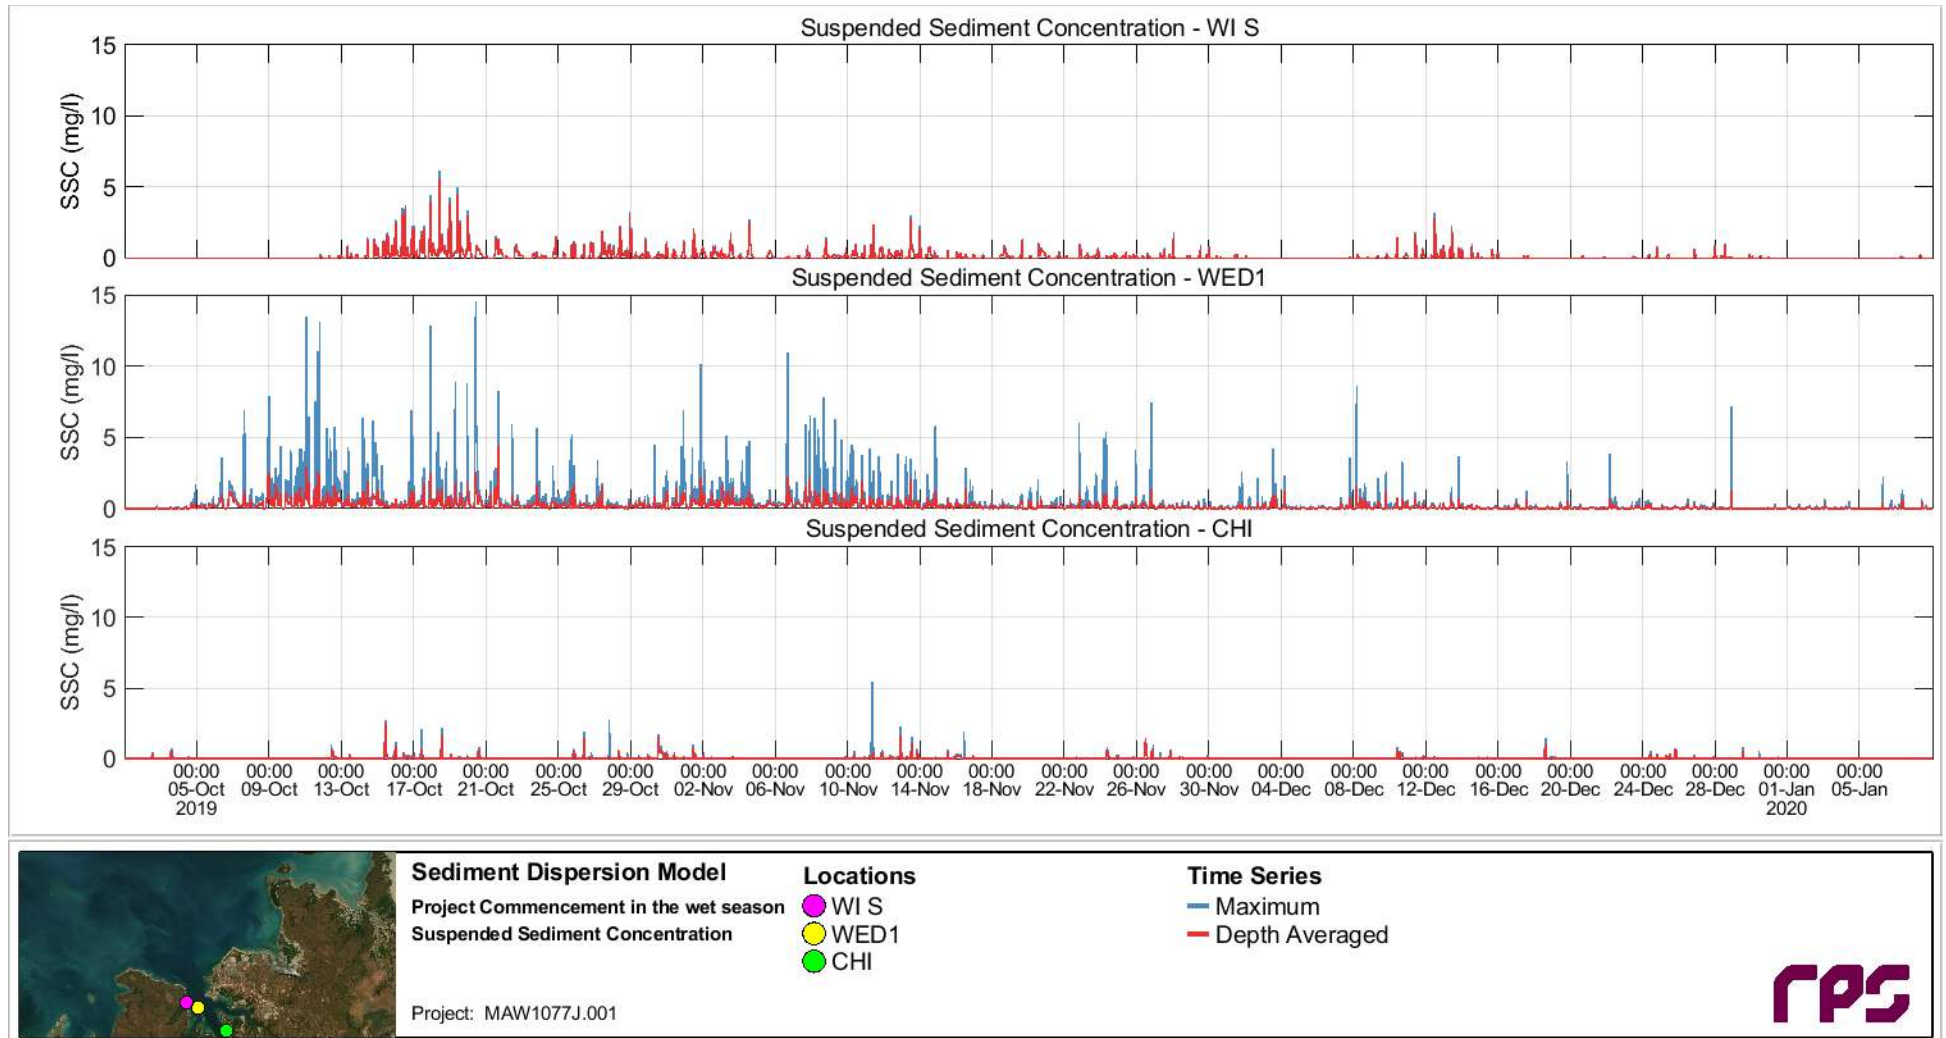 Suspended Sediment Concentration - WI S
SSC (mg/l)
15
10
5
0
Suspended Sediment Concentration - WED1
SSC (mg/l)
15
10
5
0
Suspended Sediment Concentration - CHI
SSC (mg/l)
15
10
5
0
00:00 00:00 00:00 00:00 00:00 00:00 00:00 00:00 00:00 00:00 00:00 00:00 00:00 00:00 00:00 00:00 00:00 00:00 00:00 00:00 00:00 00:00 00:00 00:00
05-Oct 09-Oct 13-Oct 17-Oct 21-Oct 25-Oct 29-Oct 02-Nov 06-Nov 10-Nov 14-Nov 18-Nov 22-Nov 26-Nov 30-Nov 04-Dec 08-Dec 12-Dec 16-Dec 20-Dec 24-Dec 28-Dec 01-Jan 05-Jan
2019 2020
Sediment Dispersion Model
Project Commencement in the wet season
Suspended Sediment Concentration
Project: MAW1077J.001
Locations
WI S
WED1
CHI
Time Series
Maximum
Depth Averaged
rps